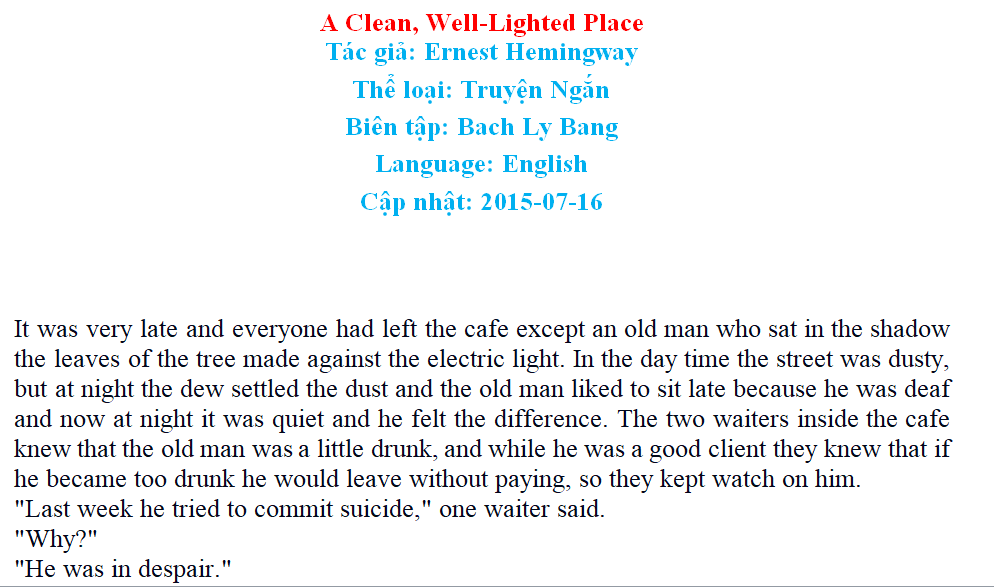 A Clean, Well-Lighted Place
Tác giả: Ernest Hemingway
Thể loại: Truyện Ngắn
Biên tập: Bach Ly Bang
Language: English
Cập nhật: 2015-07-16
It was very late and everyone had left the cafe except an old man who sat in the shadow
the leaves of the tree made against the electric light. In the day time the street was dusty,
but at night the dew settled the dust and the old man liked to sit late because he was deaf
and now at night it was quiet and he felt the difference. The two waiters inside the cafe
knew that the old man was a little drunk, and while he was a good client they knew that if
he became too drunk he would leave without paying, so they kept watch on him.
"Last week he tried to commit suicide," one waiter said.
"Why?"
"He was in despair."